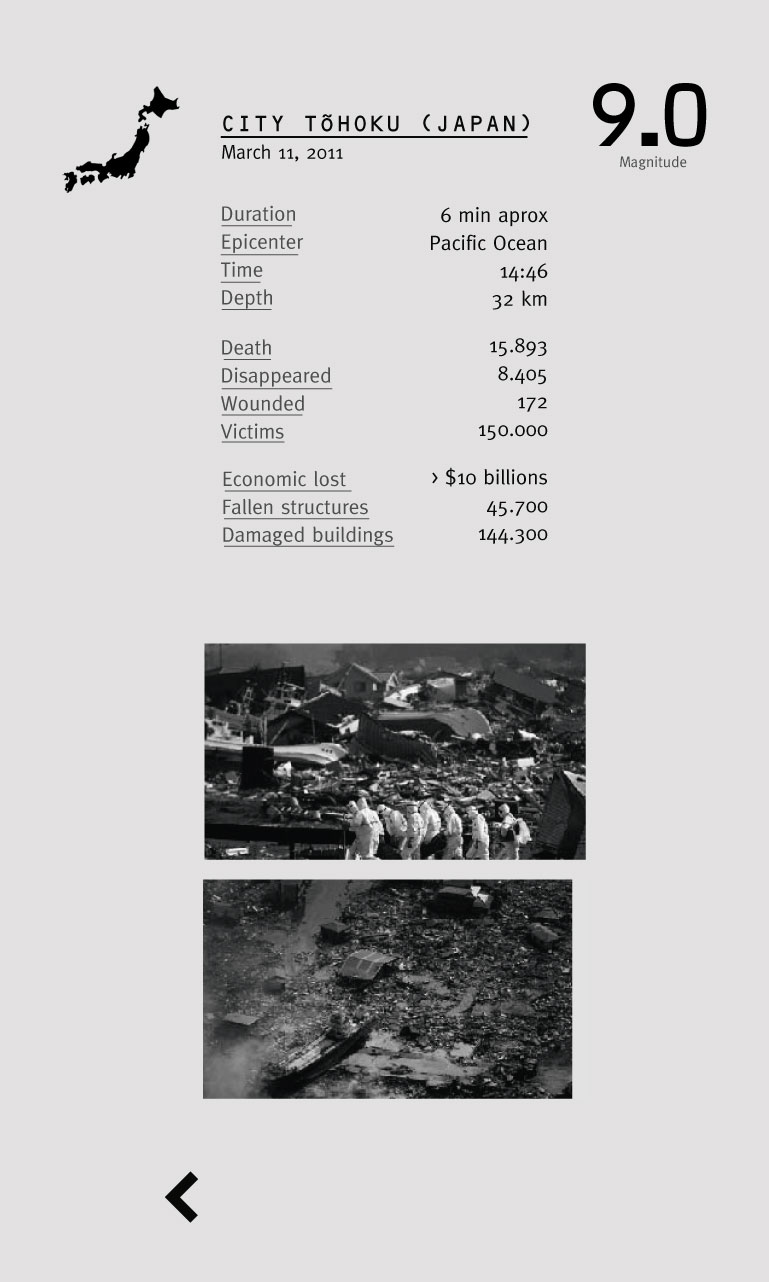 CITY TÕHOKU (JAPAN)
March 11, 2011
9.0
Magnitude
Duration 6 min aprox
Epicenter Pacific Ocean
Time 14:46
Depth 32 km
Death 15.893
Disappeared 8.405
Wounded 172
Victims 150.000
Economic lost > $10 billions
Fallen structures 45.700
Damaged buildings 144.300